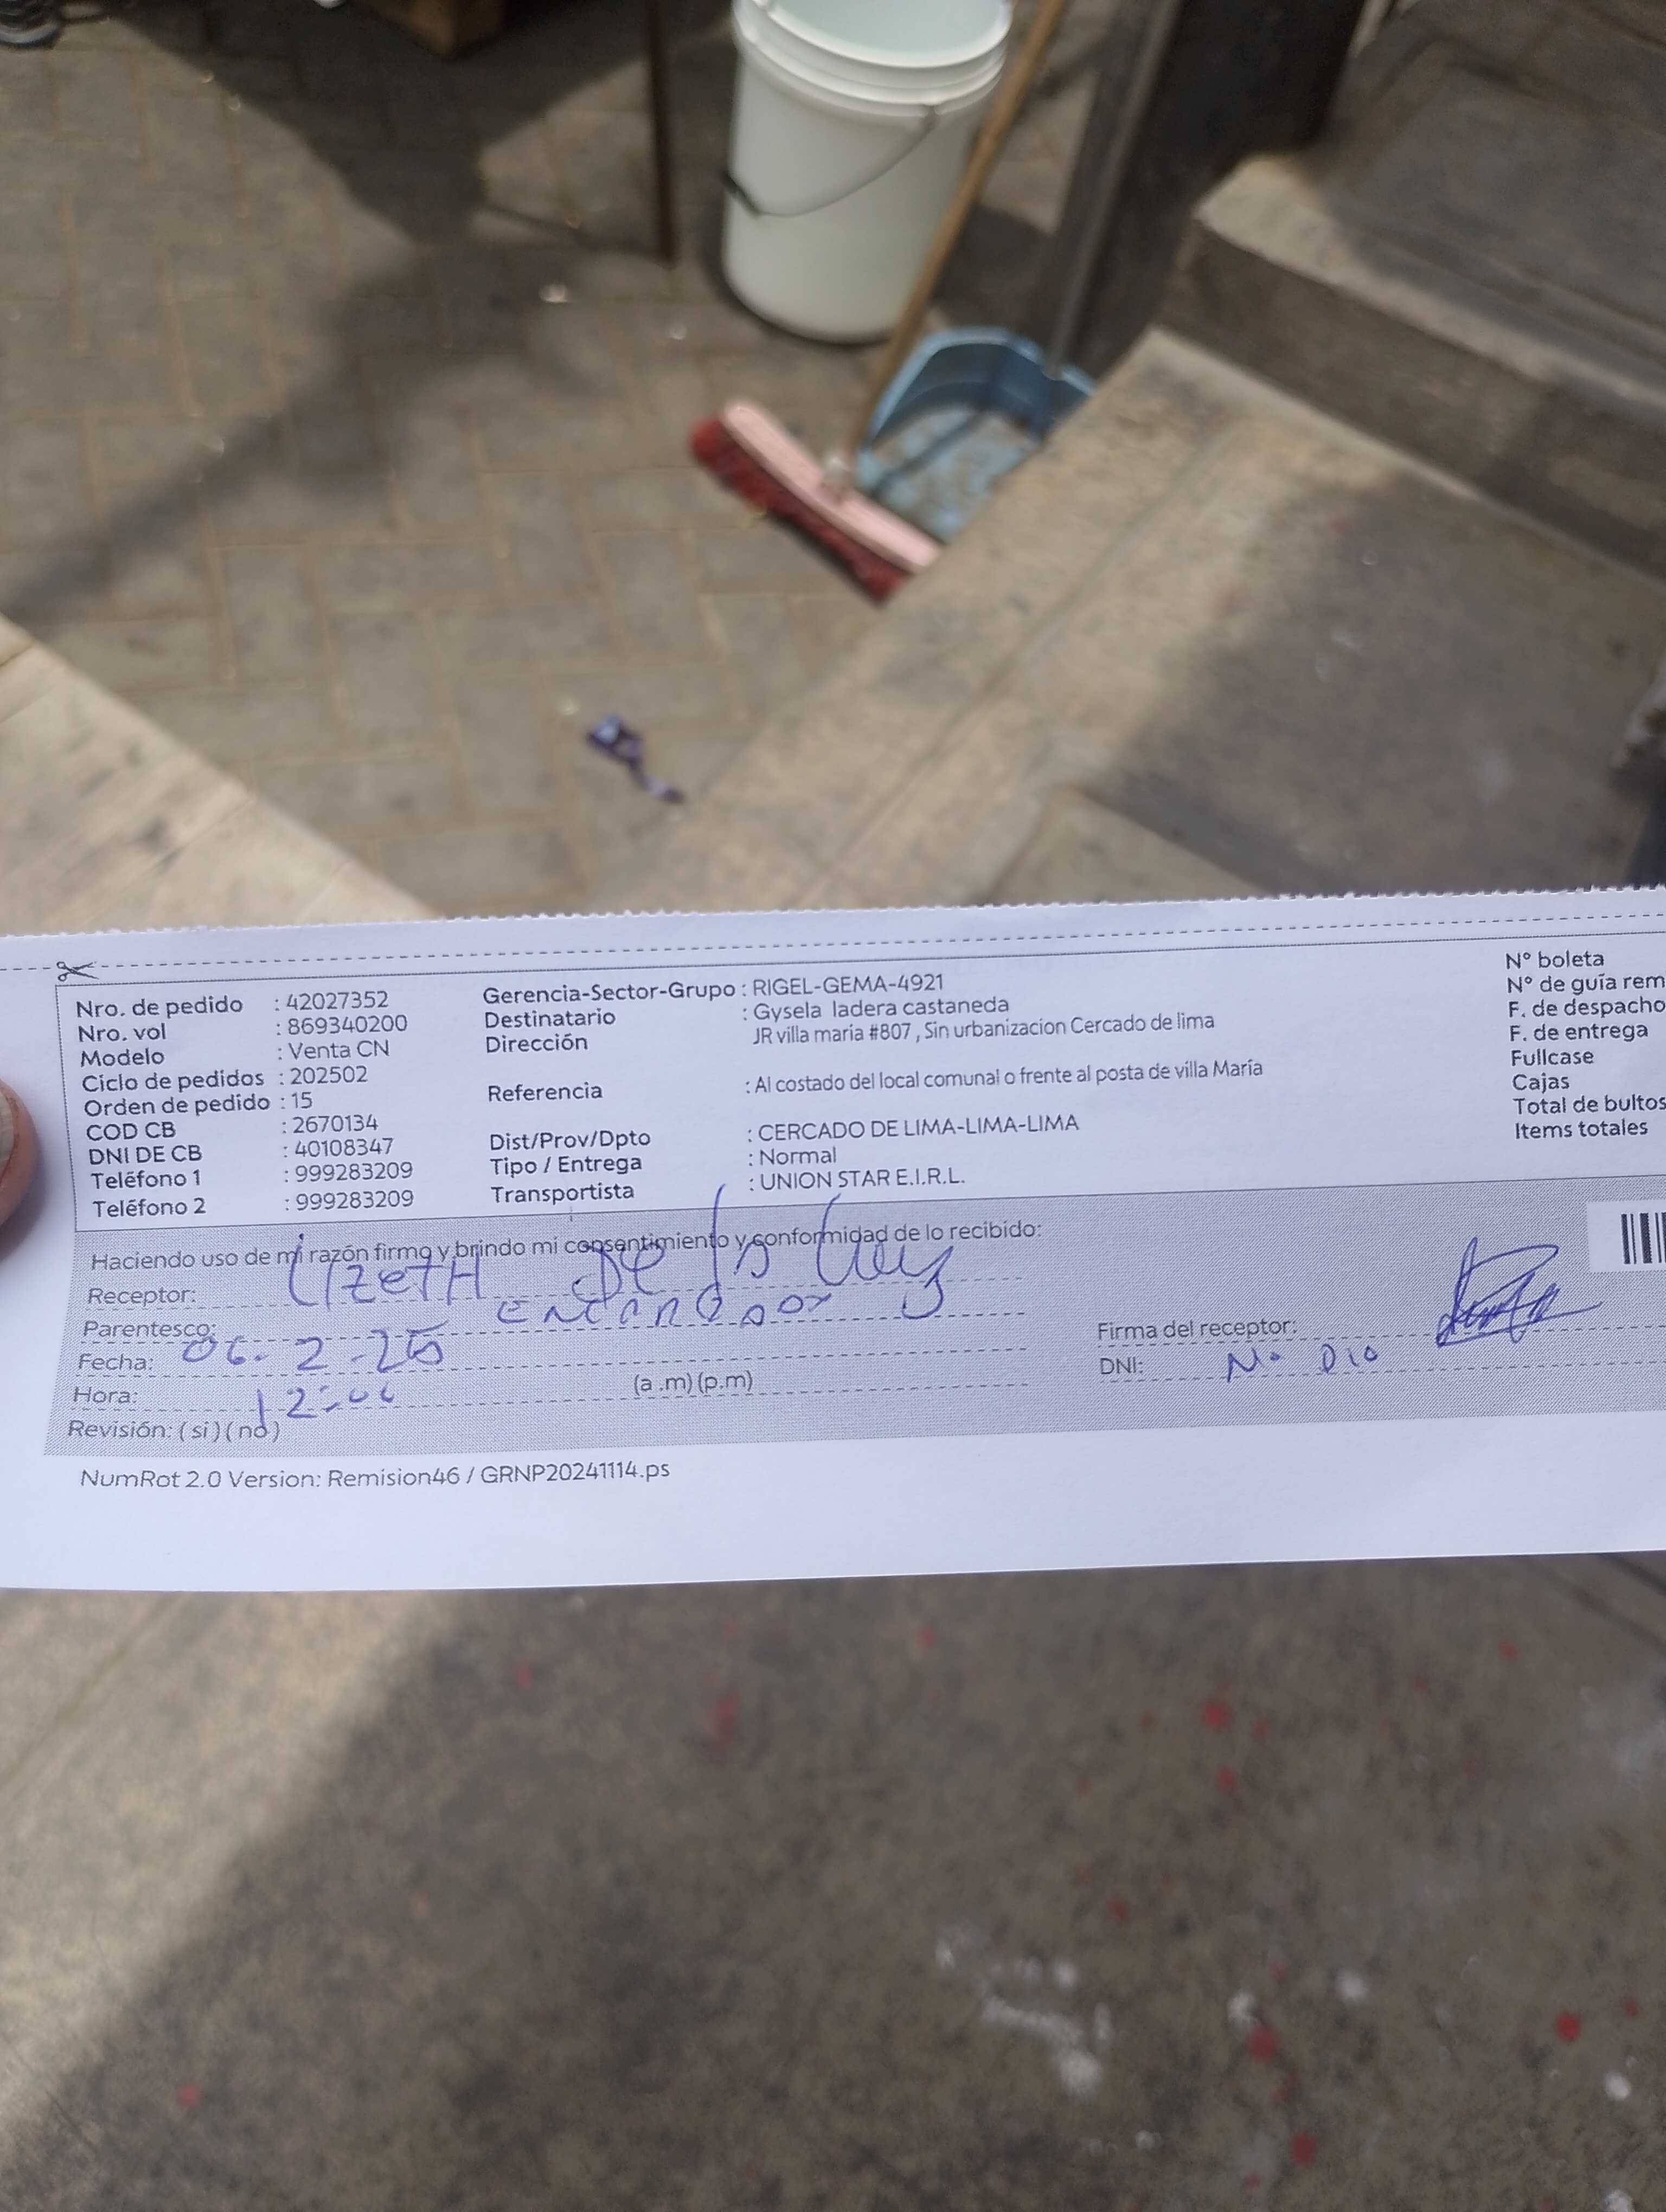 Nro. de pedido : 42027352
Nro. vol : 869340200
Modelo : Venta CN
Ciclo de pedidos : 202502
Orden de pedido : 15
COD CB : 2670134
DNI DE CB : 40108347
Teléfono 1 : 999283209
Teléfono 2 : 999283209
Gerencia-Sector-Grupo : RIGEL-GEMA-4921
Destinatario : Gysela ladera castaneda
Dirección JR villa maria #807 , Sin urbanizacion Cercado de lima
Referencia : Al costado del local comunal o frente al posta de villa María
Dist/Prov/Dpto : CERCADO DE LIMA-LIMA-LIMA
Tipo / Entrega : Normal
Transportista : UNION STAR E.I.R.L.
N° boleta
N° de guía rem
F. de despacho
F. de entrega
Fullcase
Cajas
Total de bultos
Items totales
Haciendo uso de mi razón firmo y brindo mi consentimiento y conformidad de lo recibido:
Receptor: LizetH De la
Parentesco:
Fecha: 06-2-25
Hora: (a .m) (p.m)
Revisión: ( si ) ( no )
Firma del receptor:
DNI: No Dio
NumRot 2.0 Version: Remision46 / GRNP20241114.ps